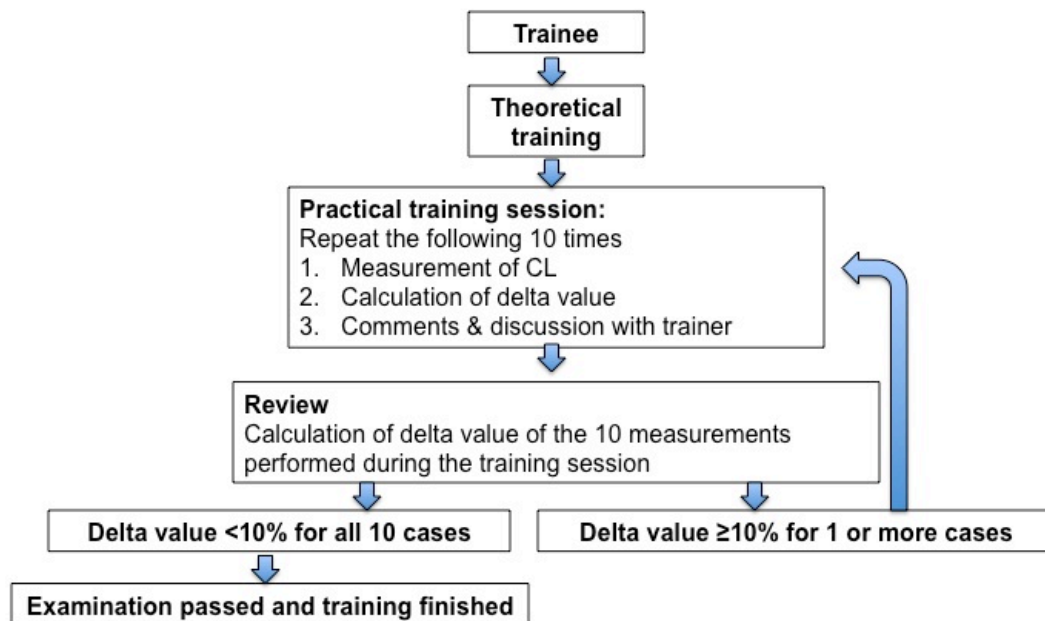 Trainee
Theoretical
training
Practical training session:
Repeat the following 10 times
1. Measurement of CL
2. Calculation of delta value
3. Comments & discussion with trainer
Review
Calculation of delta value of the 10 measurements
performed during the training session
Delta value <10% for all 10 cases
Delta value ≥10% for 1 or more cases
Examination passed and training finished